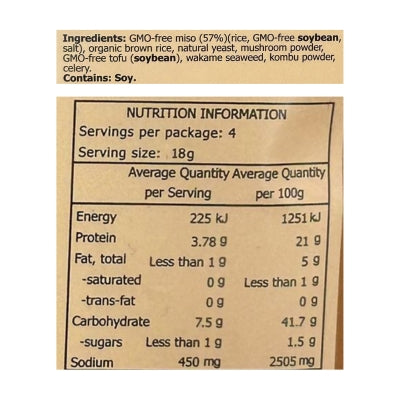 Ingredients: GMO-free miso (57%)(rice, GMO-free soybean,
salt), organic brown rice, natural yeast, mushroom powder,
GMO-free tofu (soybean), wakame seaweed, kombu powder,
celery.
Contains: Soy.
NUTRITION INFORMATION
Servings per package: 4
Serving size: 18g
Average Quantity Average Quantity
per Serving per 100g
Energy 225 kJ 1251 kJ
Protein 3.78 g 21 g
Fat, total Less than 1 g 5 g
-saturated 0 g Less than 1 g
-trans-fat 0 g 0 g
Carbohydrate 7.5 g 41.7 g
-sugars Less than 1 g 1.5 g
Sodium 450 mg 2505 mg